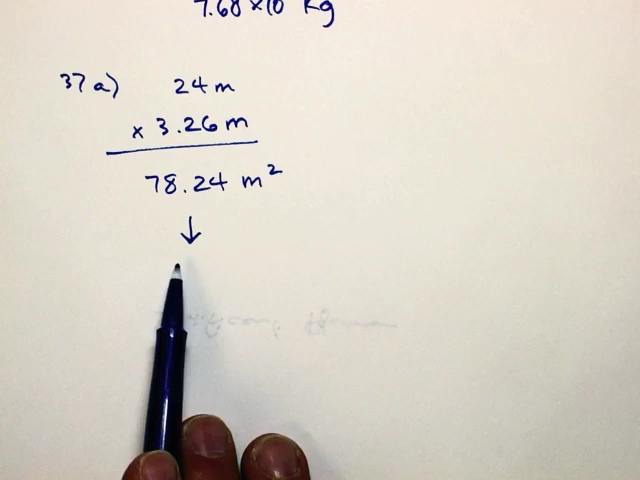 7.68 ×10 kg
37 a) 24 m
× 3.26 m
78.24 m²
↓